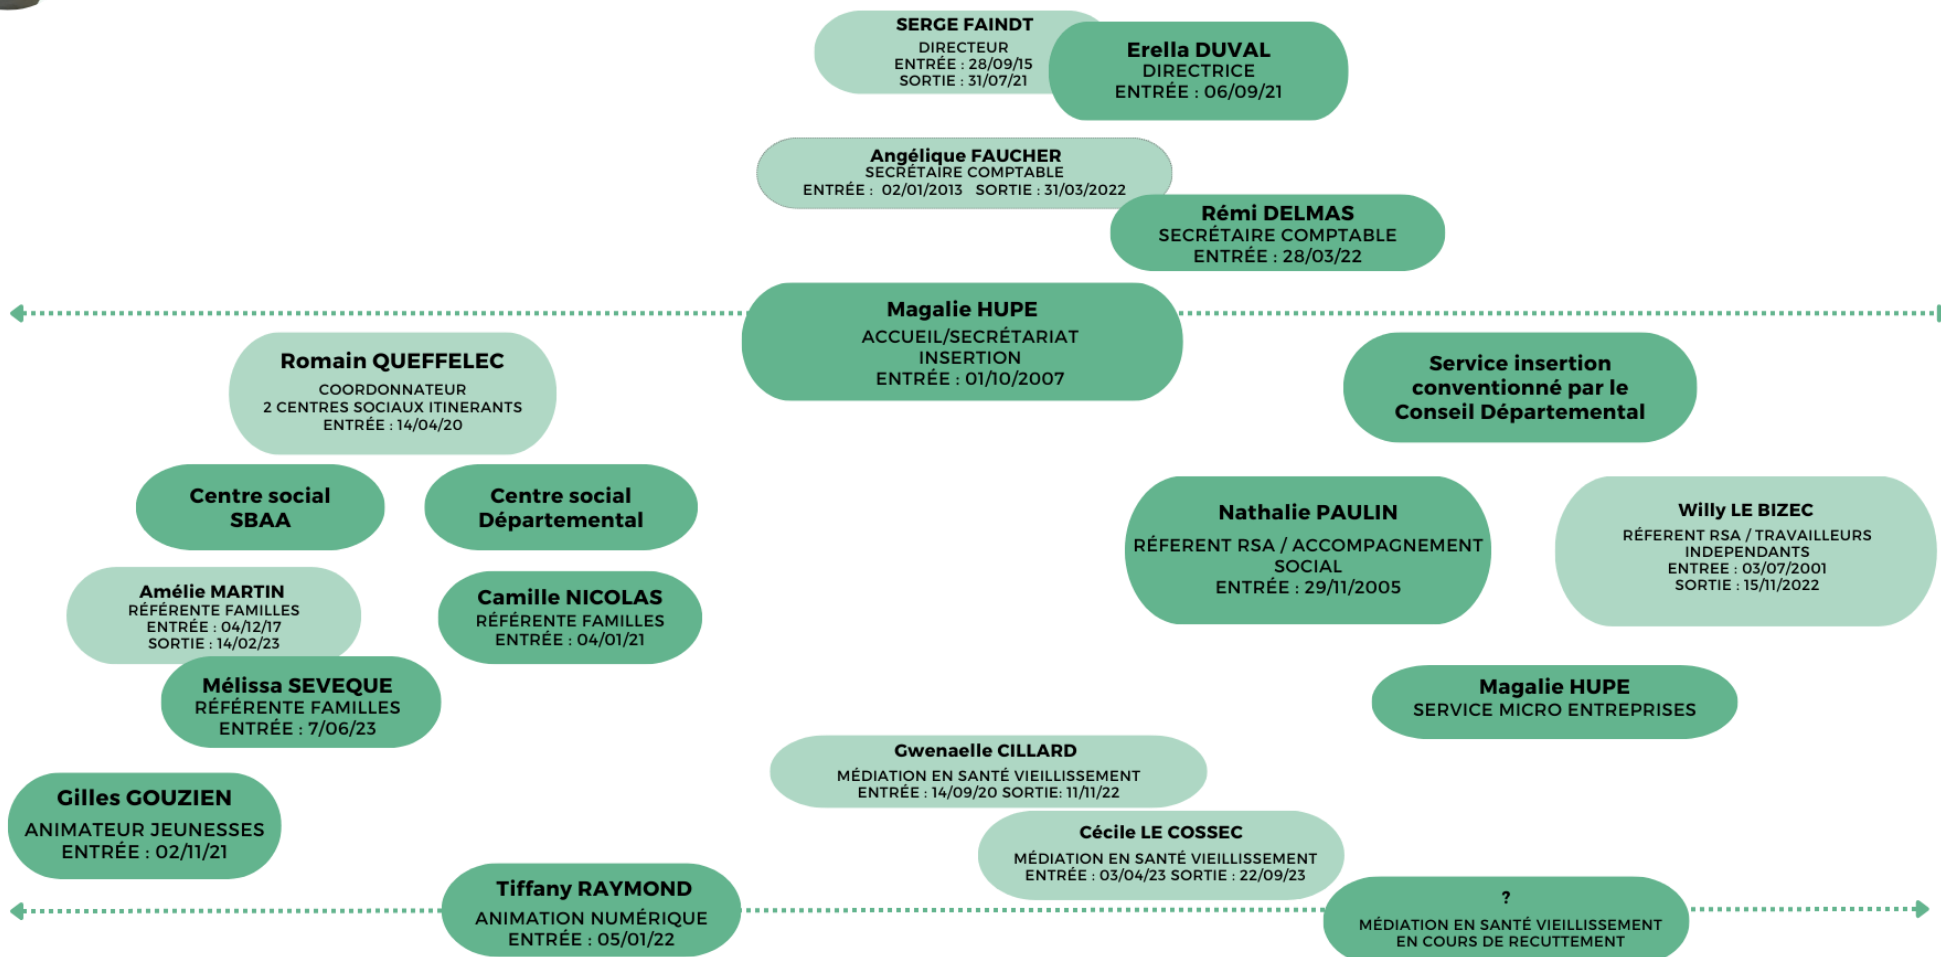 SERGE FAINDT
DIRECTEUR
ENTRÉE : 28/09/15
SORTIE : 31/07/21
Erella DUVAL
DIRECTRICE
ENTRÉE : 06/09/21
Angélique FAUCHER
SECRÉTAIRE COMPTABLE
ENTRÉE : 02/01/2013 SORTIE : 31/03/2022
Rémi DELMAS
SECRÉTAIRE COMPTABLE
ENTRÉE : 28/03/22
Magalie HUPE
ACCUEIL/SECRÉTARIAT
INSERTION
ENTRÉE : 01/10/2007
Romain QUEFFELEC
COORDONNATEUR
2 CENTRES SOCIAUX ITINERANTS
ENTRÉE : 14/04/20
Service insertion
conventionné par le
Conseil Départemental
Centre social
SBAA
Centre social
Départemental
Nathalie PAULIN
RÉFERENT RSA / ACCOMPAGNEMENT
SOCIAL
ENTRÉE : 29/11/2005
Willy LE BIZEC
RÉFERENT RSA / TRAVAILLEURS
INDEPENDANTS
ENTREE : 03/07/2001
SORTIE : 15/11/2022
Amélie MARTIN
RÉFÉRENTE FAMILLES
ENTRÉE : 04/12/17
SORTIE : 14/02/23
Camille NICOLAS
RÉFÉRENTE FAMILLES
ENTRÉE : 04/01/21
Mélissa SEVEQUE
RÉFÉRENTE FAMILLES
ENTRÉE : 7/06/23
Magalie HUPE
SERVICE MICRO ENTREPRISES
Gwenaelle CILLARD
MÉDIATION EN SANTÉ VIEILLISSEMENT
ENTRÉE : 14/09/20 SORTIE: 11/11/22
Gilles GOUZIEN
ANIMATEUR JEUNESSES
ENTRÉE : 02/11/21
Cécile LE COSSEC
MÉDIATION EN SANTÉ VIEILLISSEMENT
ENTRÉE : 03/04/23 SORTIE : 22/09/23
Tiffany RAYMOND
ANIMATION NUMÉRIQUE
ENTRÉE : 05/01/22
?
MÉDIATION EN SANTÉ VIEILLISSEMENT
EN COURS DE RECUTTEMENT